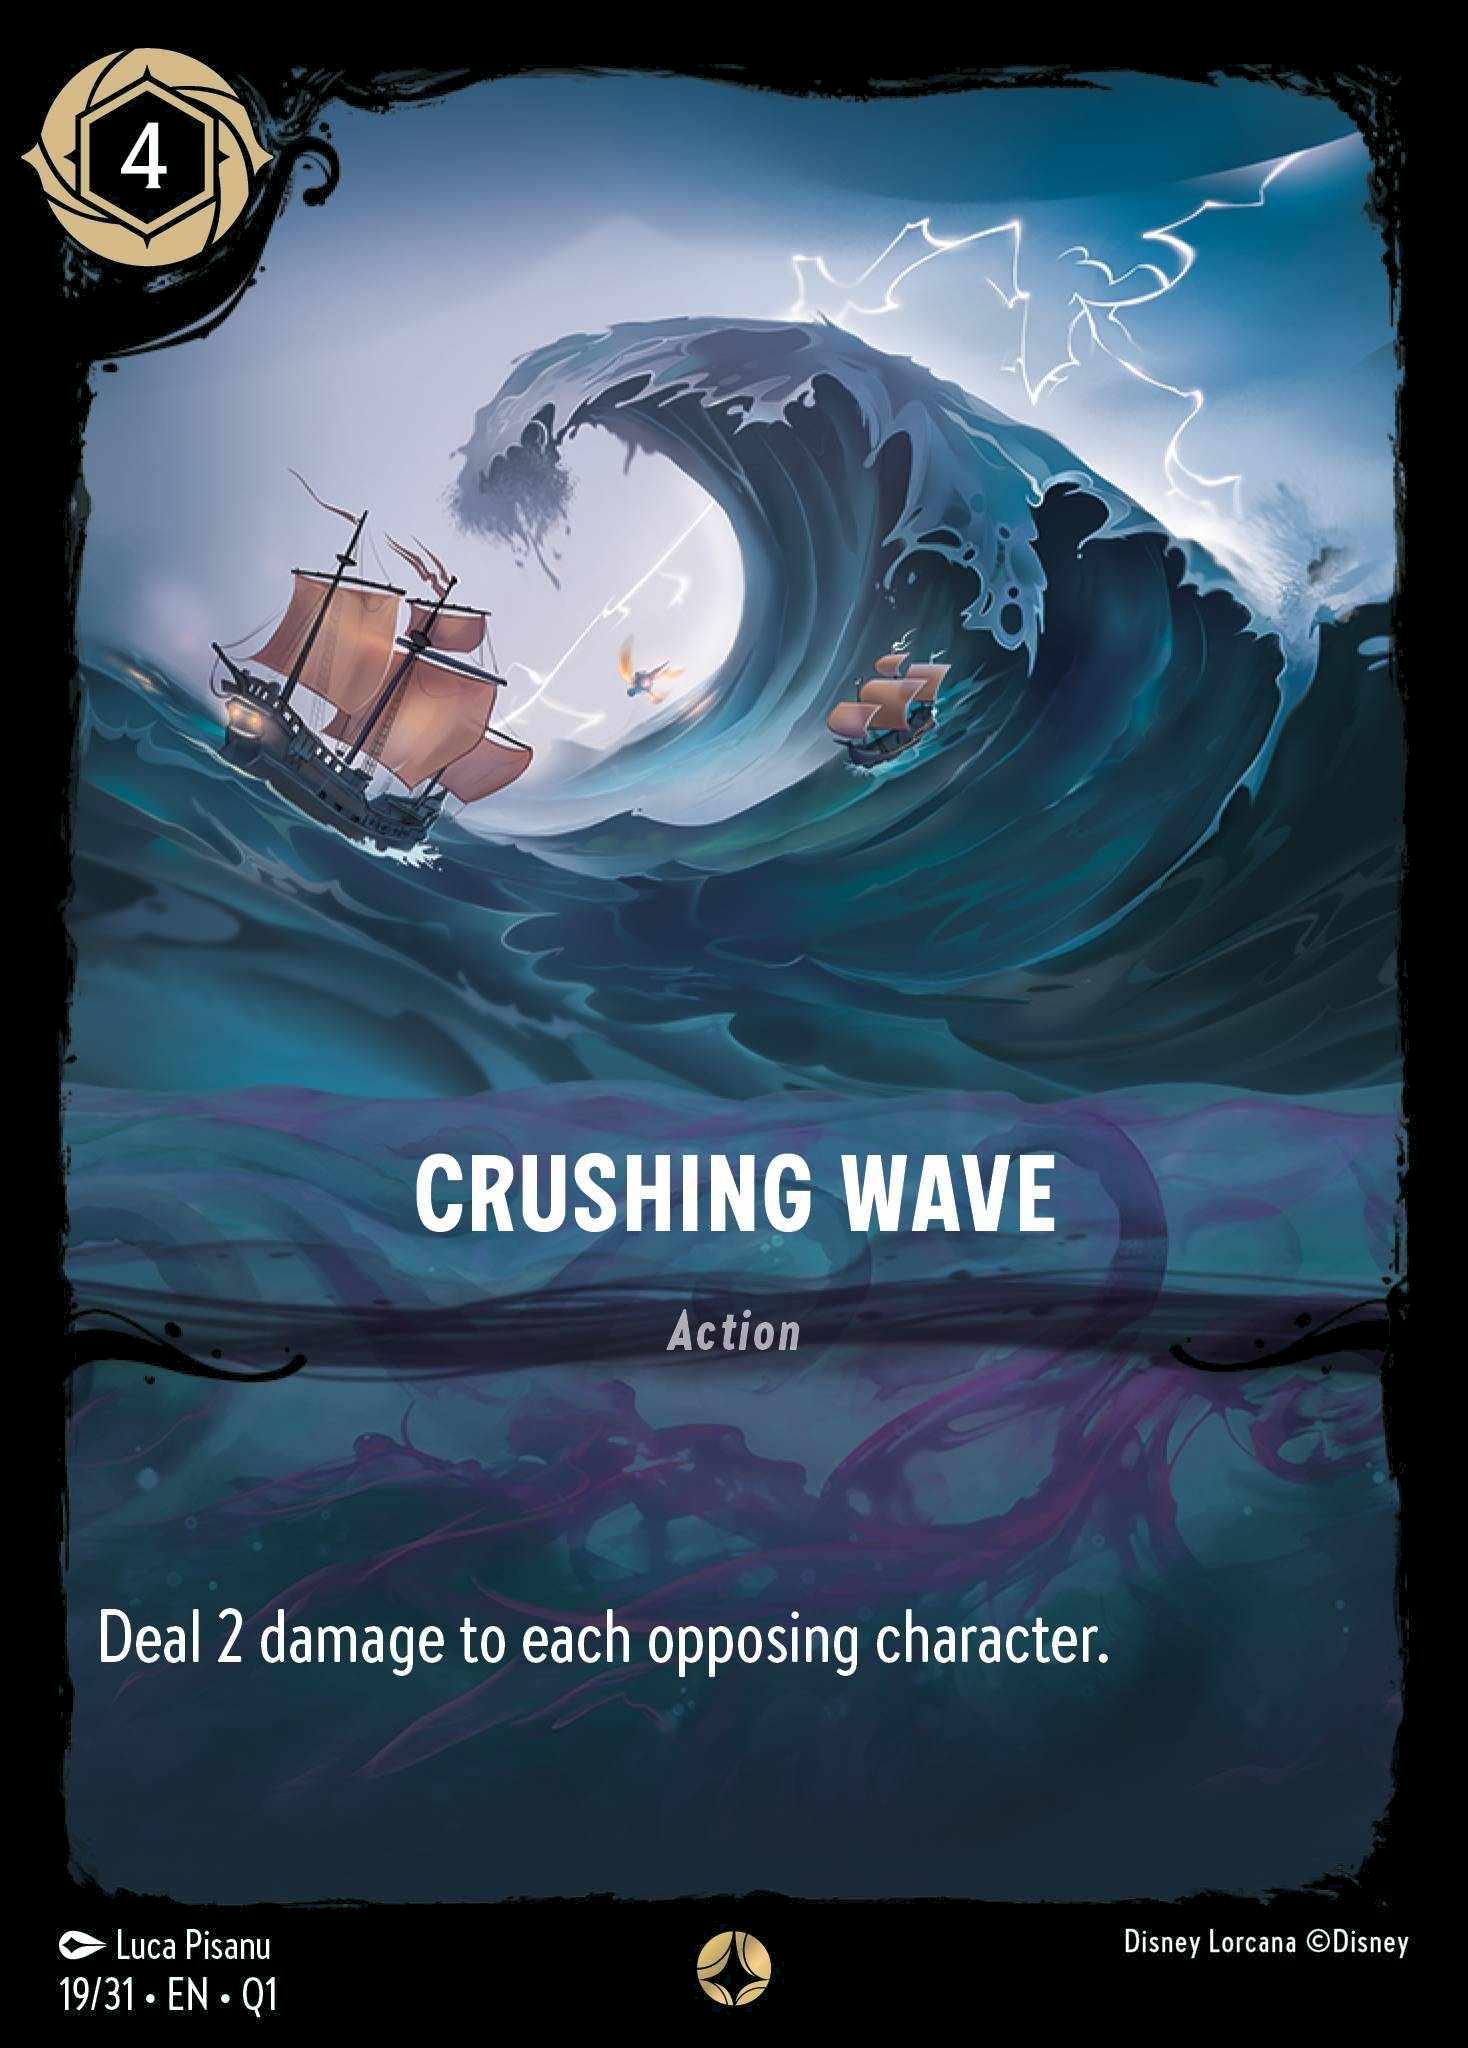 4
CRUSHING WAVE
Action
Deal 2 damage to each opposing character.
Luca Pisanu
19/31 • EN • Q1
Disney Lorcana ©Disney